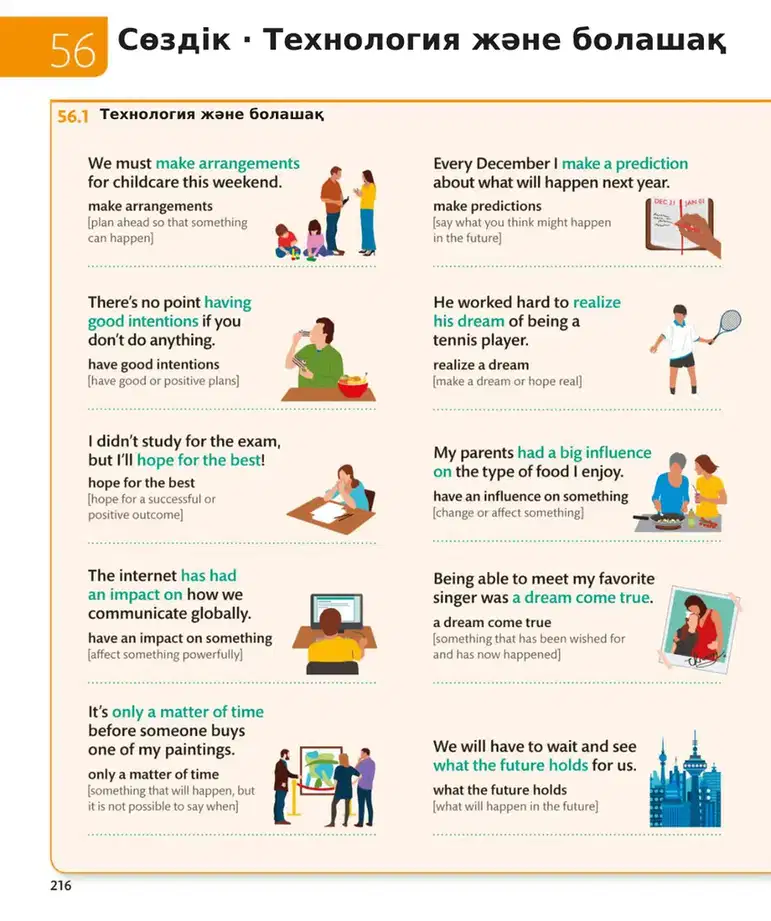 56
Сөздік · Технология және болашақ
56.1 Технология және болашақ
We must make arrangements
for childcare this weekend.
make arrangements
[plan ahead so that something
can happen]
There's no point having
good intentions if you
don't do anything.
have good intentions
[have good or positive plans]
I didn't study for the exam,
but I'll hope for the best!
hope for the best
[hope for a successful or
positive outcome]
The internet has had
an impact on how we
communicate globally.
have an impact on something
[affect something powerfully]
It's only a matter of time
before someone buys
one of my paintings.
only a matter of time
[something that will happen, but
it is not possible to say when]
Every December I make a prediction
about what will happen next year.
make predictions
[say what you think might happen
in the future]
DEC 21 JAN 01
He worked hard to realize
his dream of being a
tennis player.
realize a dream
[make a dream or hope real]
My parents had a big influence
on the type of food I enjoy.
have an influence on something
[change or affect something]
Being able to meet my favorite
singer was a dream come true.
a dream come true
[something that has been wished for
and has now happened]
We will have to wait and see
what the future holds for us.
what the future holds
[what will happen in the future]
216